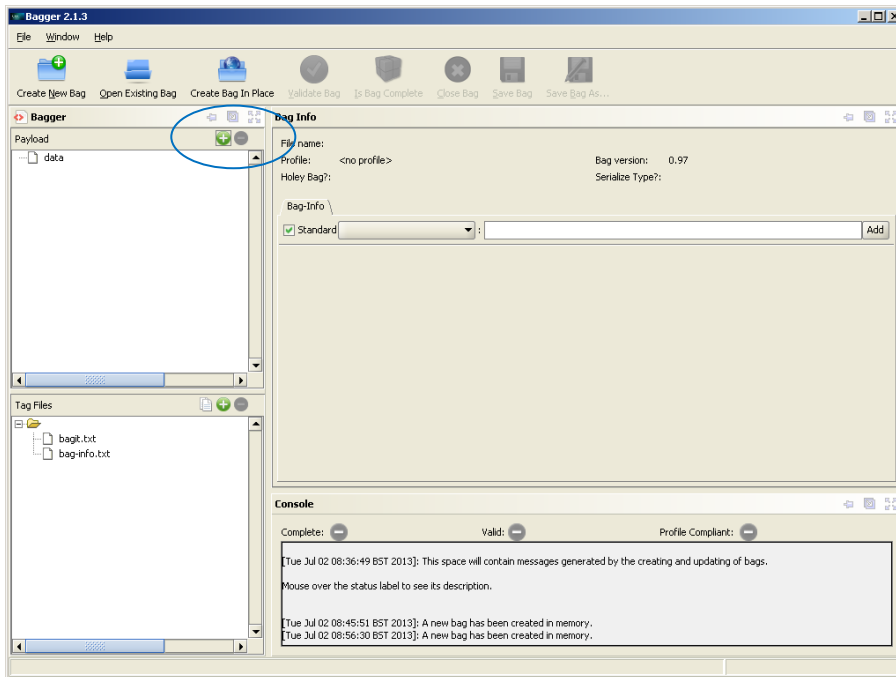 Bagger 2.1.3
File Window Help
Create New Bag Open Existing Bag Create Bag In Place Validate Bag Is Bag Complete Close Bag Save Bag Save Bag As...
Bagger
Payload
data
Tag Files
bagit.txt
bag-info.txt
Bag Info
File name:
Profile: <no profile> Bag version: 0.97
Holey Bag?: Serialize Type?:
Bag-Info
Standard : Add
Console
Complete: Valid: Profile Compliant:
[Tue Jul 02 08:36:49 BST 2013]: This space will contain messages generated by the creating and updating of bags.
Mouse over the status label to see its description.
[Tue Jul 02 08:45:51 BST 2013]: A new bag has been created in memory.
[Tue Jul 02 08:56:30 BST 2013]: A new bag has been created in memory.